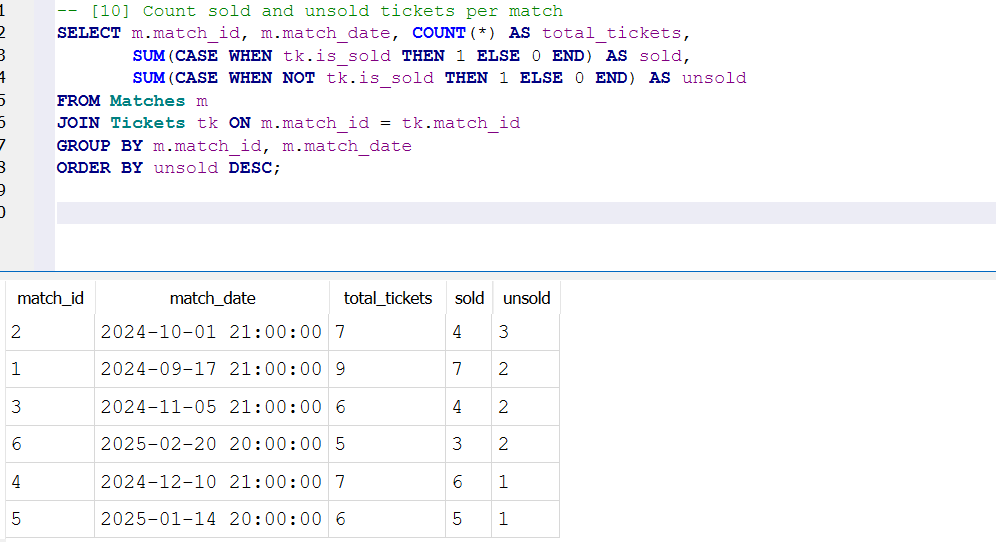 1 -- [10] Count sold and unsold tickets per match
2 SELECT m.match_id, m.match_date, COUNT(*) AS total_tickets,
3 SUM(CASE WHEN tk.is_sold THEN 1 ELSE 0 END) AS sold,
4 SUM(CASE WHEN NOT tk.is_sold THEN 1 ELSE 0 END) AS unsold
5 FROM Matches m
6 JOIN Tickets tk ON m.match_id = tk.match_id
7 GROUP BY m.match_id, m.match_date
8 ORDER BY unsold DESC;
9
0
match_id match_date total_tickets sold unsold
2 2024-10-01 21:00:00 7 4 3
1 2024-09-17 21:00:00 9 7 2
3 2024-11-05 21:00:00 6 4 2
6 2025-02-20 20:00:00 5 3 2
4 2024-12-10 21:00:00 7 6 1
5 2025-01-14 20:00:00 6 5 1